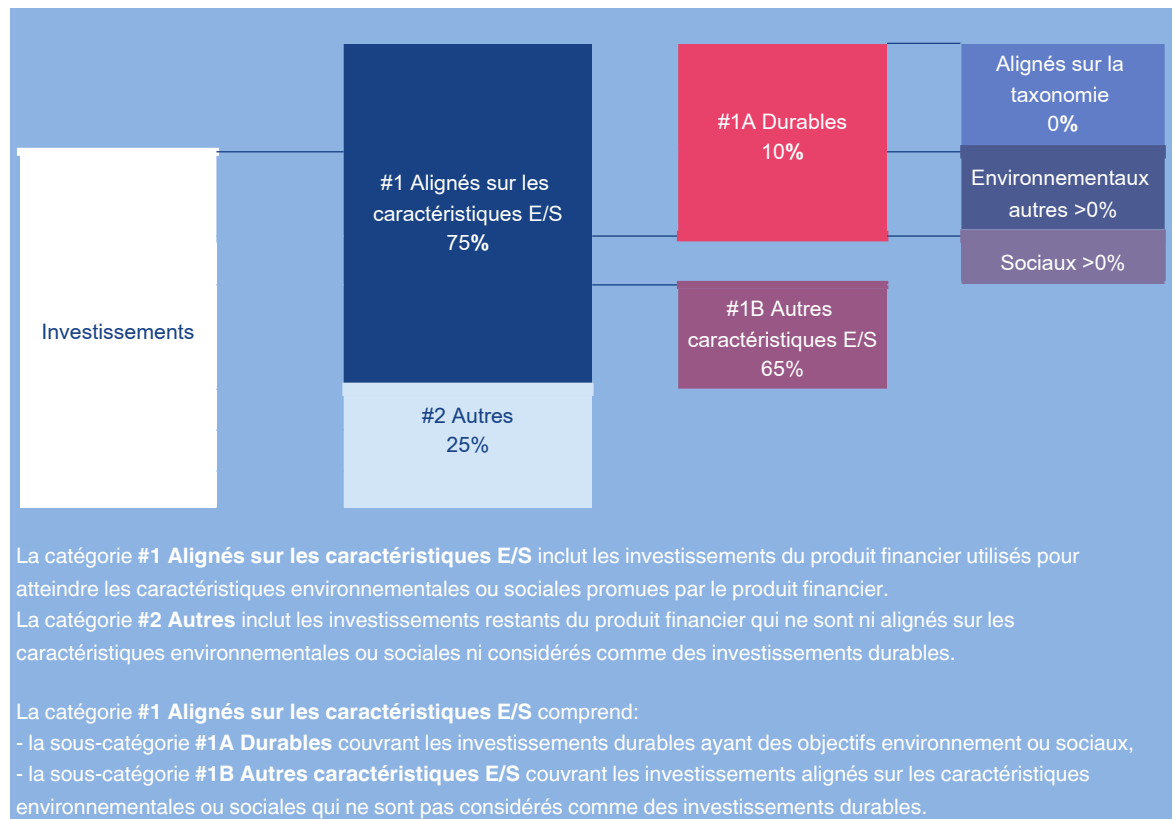 Investissements
#1 Alignés sur les
caractéristiques E/S
75%
#2 Autres
25%
#1A Durables
10%
#1B Autres
caractéristiques E/S
65%
Alignés sur la
taxonomie
0%
Environnementaux
autres >0%
Sociaux >0%
La catégorie #1 Alignés sur les caractéristiques E/S inclut les investissements du produit financier utilisés pour
atteindre les caractéristiques environnementales ou sociales promues par le produit financier.
La catégorie #2 Autres inclut les investissements restants du produit financier qui ne sont ni alignés sur les
caractéristiques environnementales ou sociales ni considérés comme des investissements durables.
La catégorie #1 Alignés sur les caractéristiques E/S comprend:
- la sous-catégorie #1A Durables couvrant les investissements durables ayant des objectifs environnement ou sociaux,
- la sous-catégorie #1B Autres caractéristiques E/S couvrant les investissements alignés sur les caractéristiques
environnementales ou sociales qui ne sont pas considérés comme des investissements durables.